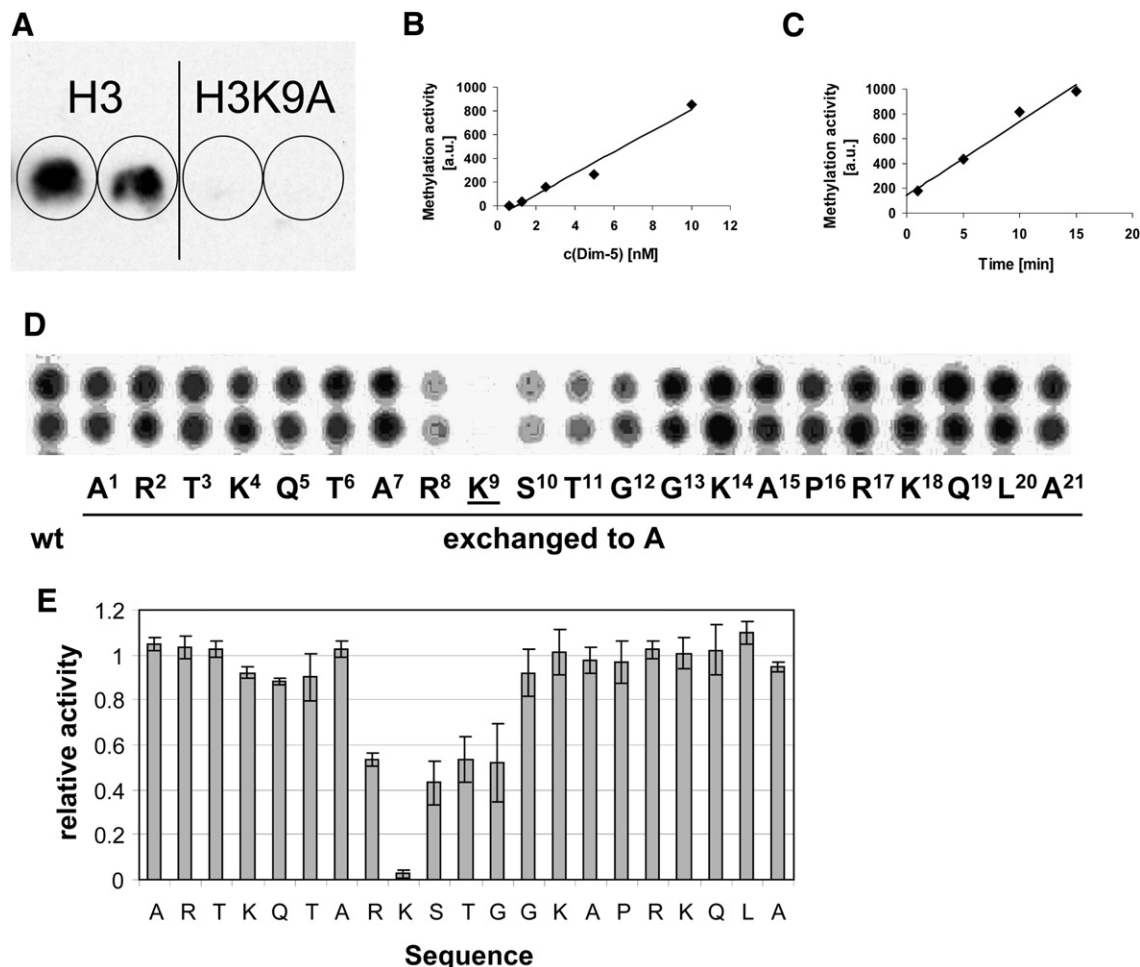 A
H3 H3K9A
B
Methylation activity
[a.u.]
1000
800
600
400
200
0
0 2 4 6 8 10 12
c(Dim-5) [nM]
C
Methylation activity
[a.u.]
1000
800
600
400
200
0
0 5 10 15 20
Time [min]
D
A¹ R² T³ K⁴ Q⁵ T⁶ A⁷ R⁸ K⁹ S¹⁰ T¹¹ G¹² G¹³ K¹⁴ A¹⁵ P¹⁶ R¹⁷ K¹⁸ Q¹⁹ L²⁰ A²¹
wt exchanged to A
E
relative activity
1.2
1
0.8
0.6
0.4
0.2
0
A R T K Q T A R K S T G G K A P R K Q L A
Sequence